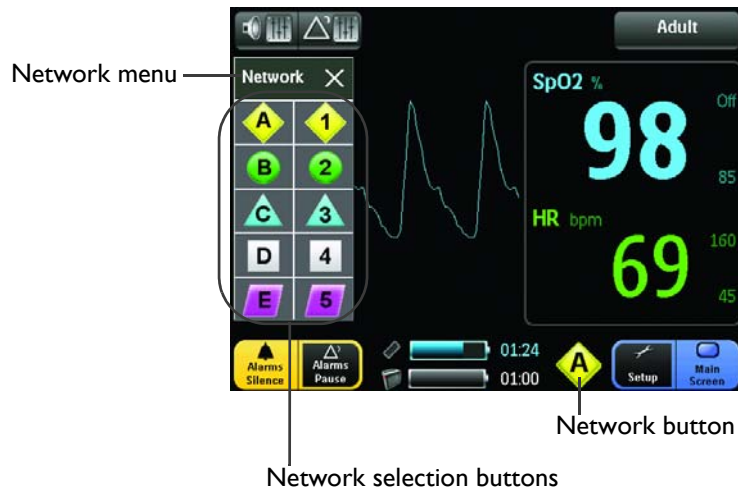 Adult
Network menu
Network X
SpO2 %
Off
98
85
A 1
B 2
C 3
D 4
E 5
HR bpm
160
69
45
Alarms Silence
Alarms Pause
01:24
01:00
A
Setup
Main Screen
Network button
Network selection buttons